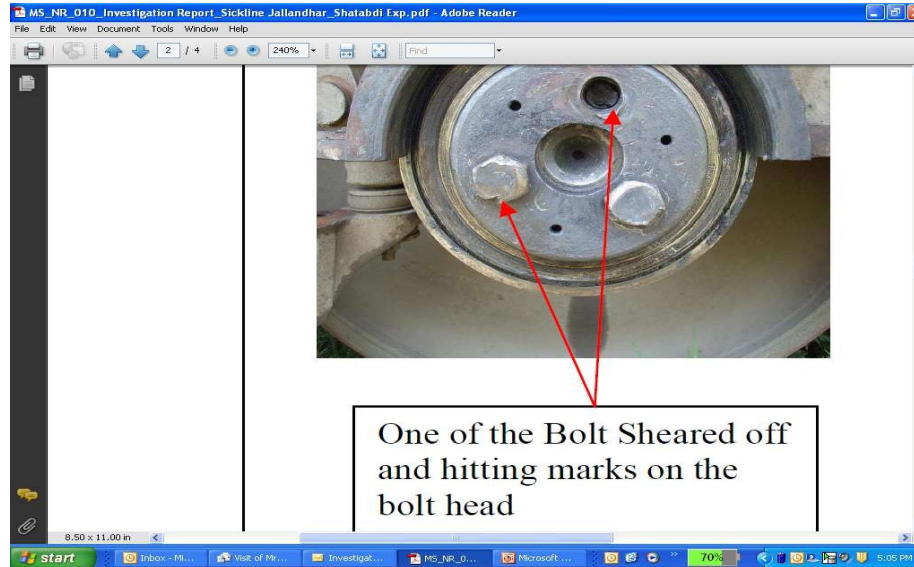 MS_NR_010_Investigation Report_Sickline Jallandhar_Shatabdi Exp.pdf - Adobe Reader
File Edit View Document Tools Window Help
2 / 4 240% Find
One of the Bolt Sheared off
and hitting marks on the
bolt head
8.50 x 11.00 in
start Inbox - Mi... Visit of Mr... Investigat... MS_NR_0... Microsoft ... 70% 5:05 PM